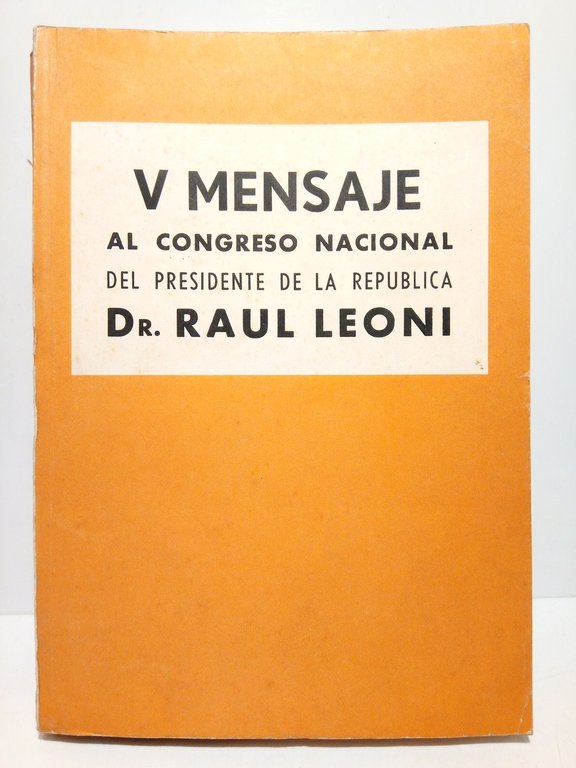 V MENSAJE
AL CONGRESO NACIONAL
DEL PRESIDENTE DE LA REPUBLICA
DR. RAUL LEONI